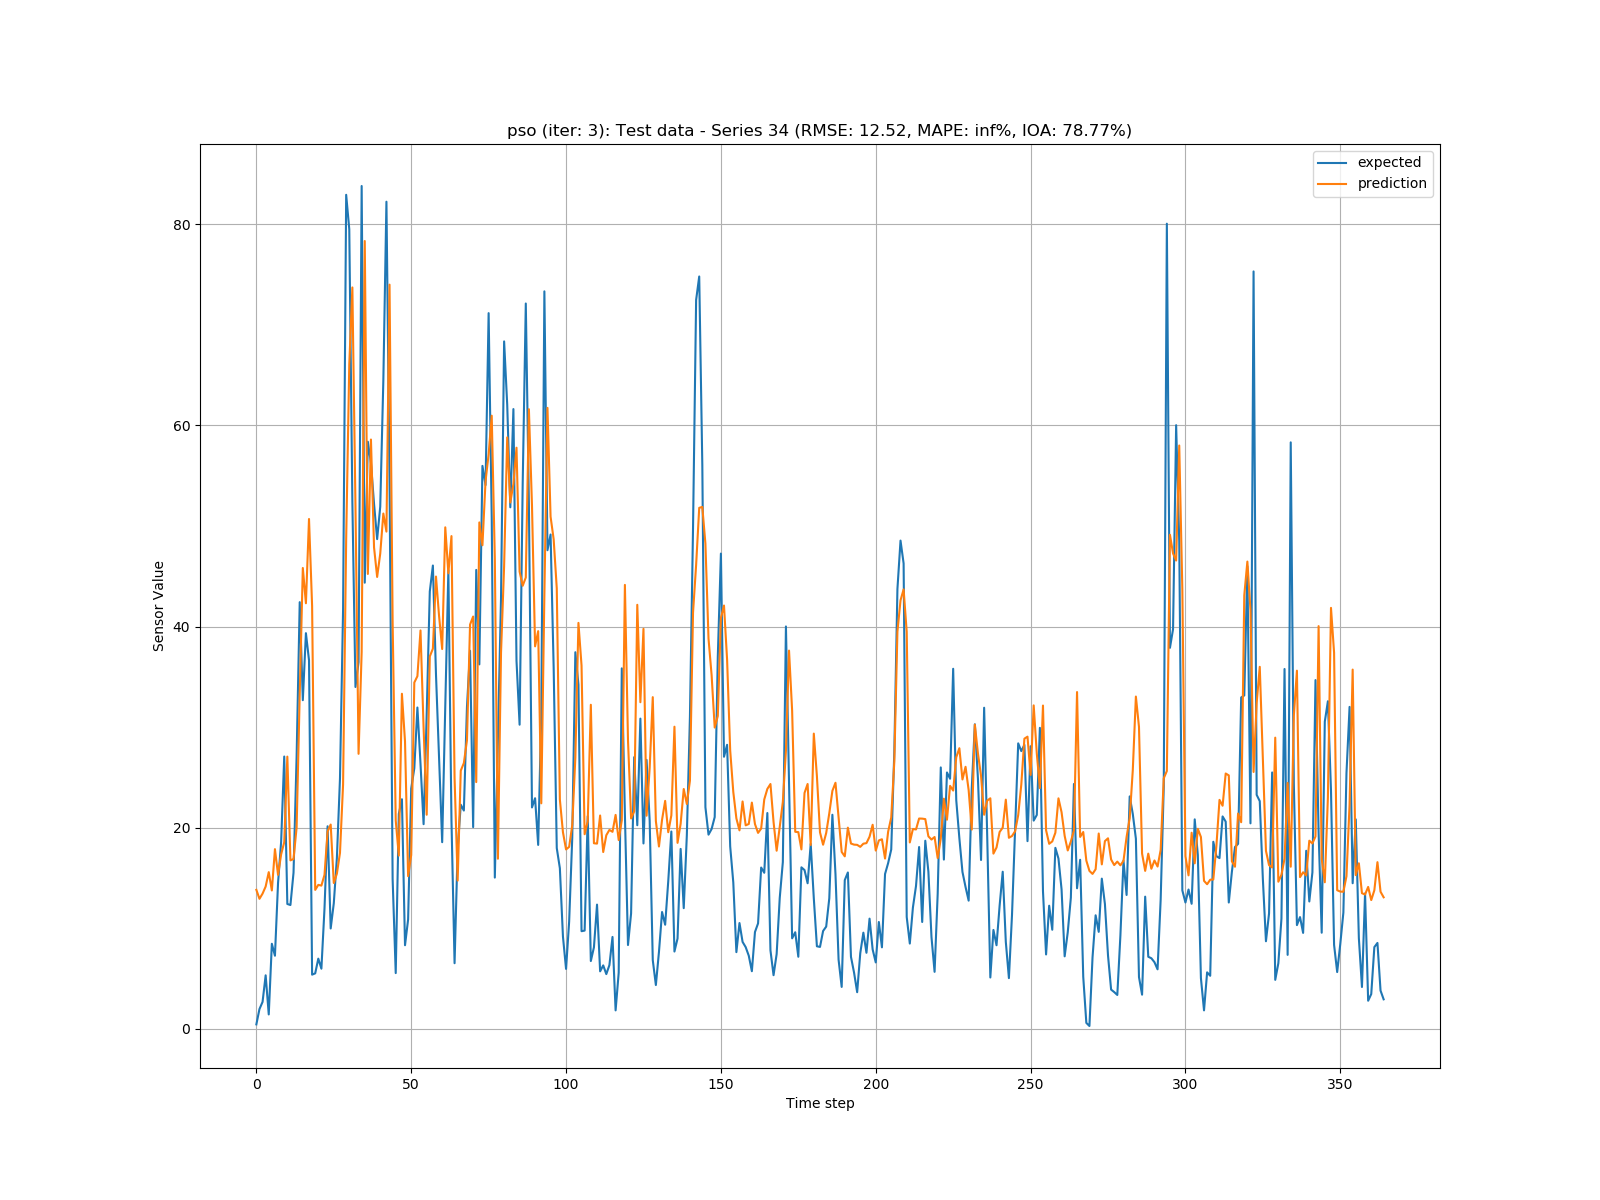 pso (iter: 3): Test data - Series 34 (RMSE: 12.52, MAPE: inf%, IOA: 78.77%)
expected
prediction
80
60
40
20
0
Sensor Value
0 50 100 150 200 250 300 350
Time step